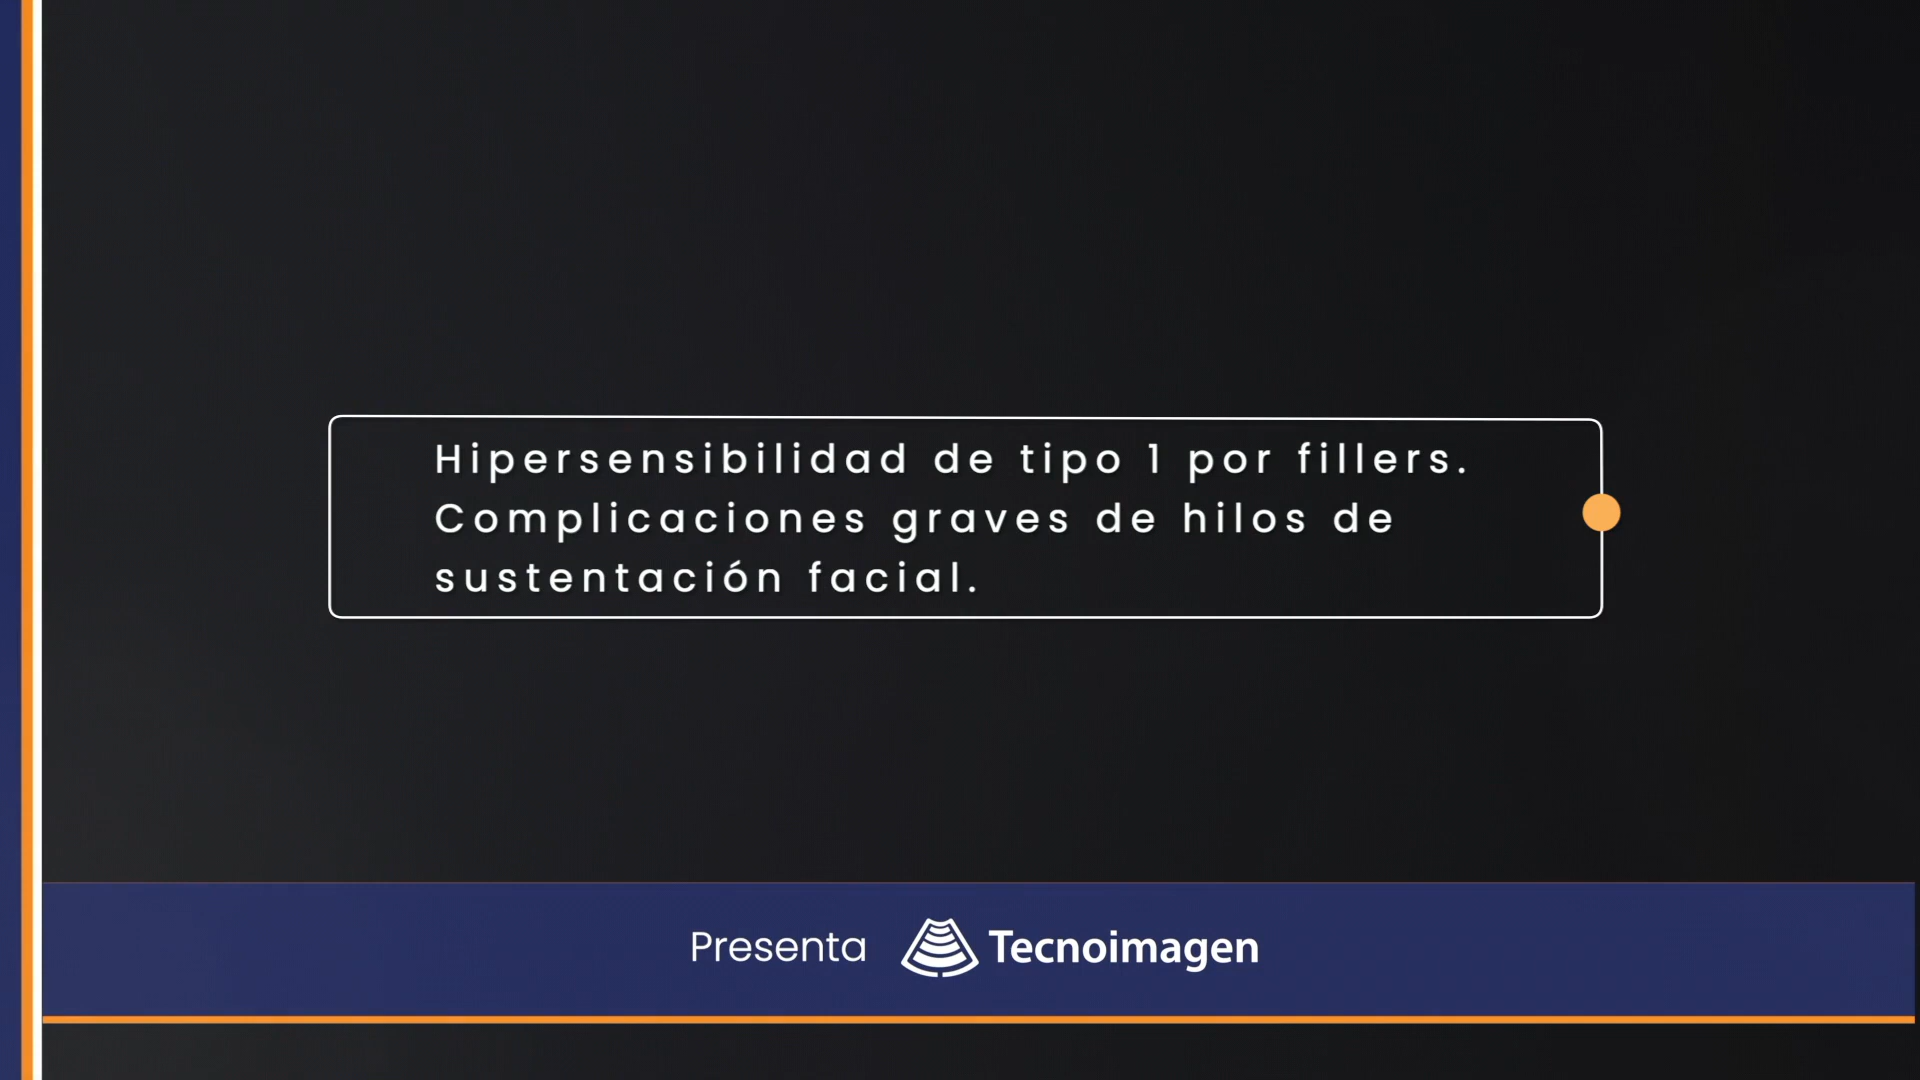 Hipersensibilidad de tipo 1 por fillers.
Complicaciones graves de hilos de
sustentación facial.
Presenta Tecnoimagen